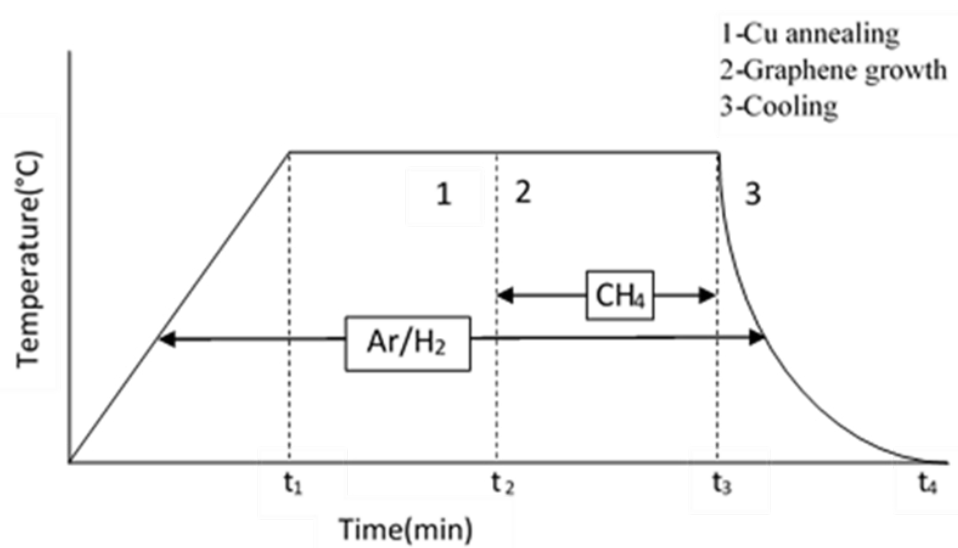 1-Cu annealing
2-Graphene growth
3-Cooling
Temperature(°C)
1
2
3
CH₄
Ar/H₂
t₁
t₂
t₃
t₄
Time(min)